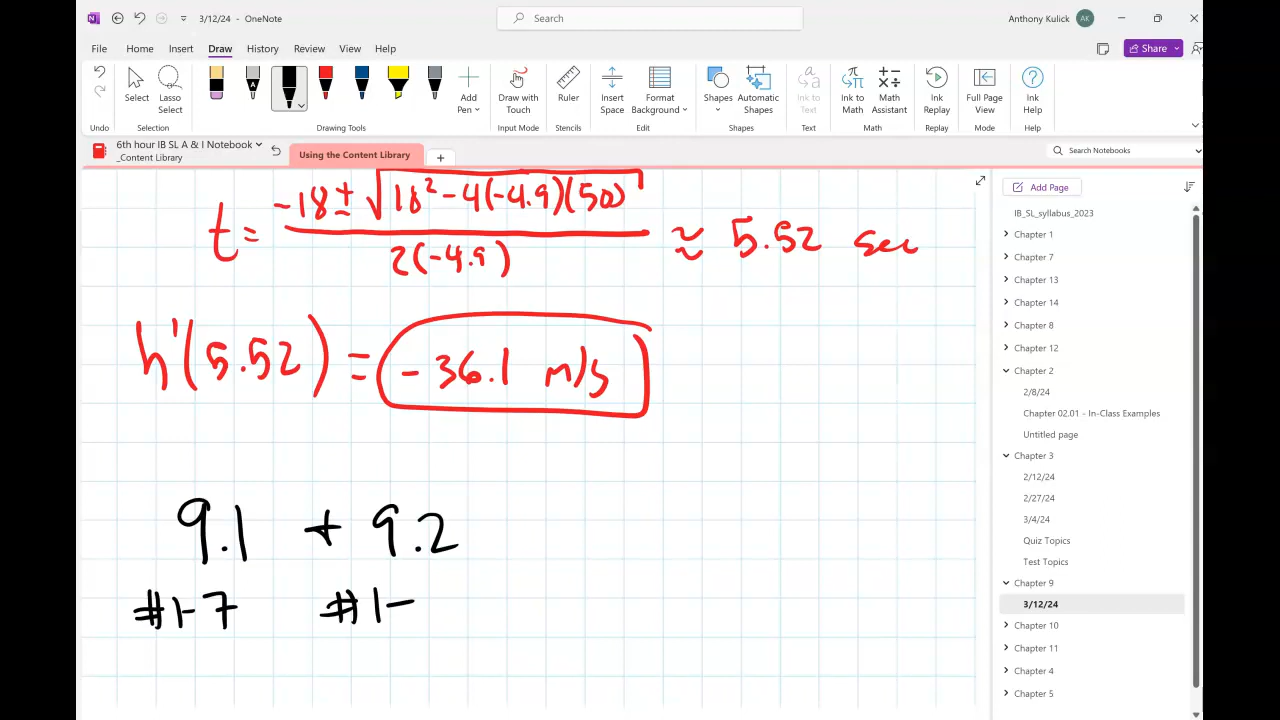 3/12/24 - OneNote
Search
Anthony Kulick AK
File Home Insert Draw History Review View Help
Share
Select
Lasso Select
Add Pen
Draw with Touch
Ruler
Insert Space
Format Background
Shapes
Automatic Shapes
Ink to Text
Ink to Math
Math Assistant
Ink Replay
Full Page View
Ink Help
Undo Selection Drawing Tools Input Mode Stencils Edit Shapes Text Math Replay Mode Help
6th hour IB SL A & I Notebook
_Content Library
Using the Content Library
+
Search Notebooks
t = (-18 ± √(18² - 4(-4.9)(50))) / 2(-4.9) ≈ 5.52 sec
h'(5.52) = -36.1 m/s
9.1 + 9.2
#1-7 #1-
Add Page
IB_SL_syllabus_2023
Chapter 1
Chapter 7
Chapter 13
Chapter 14
Chapter 8
Chapter 12
Chapter 2
2/8/24
Chapter 02.01 - In-Class Examples
Untitled page
Chapter 3
2/12/24
2/27/24
3/4/24
Quiz Topics
Test Topics
Chapter 9
3/12/24
Chapter 10
Chapter 11
Chapter 4
Chapter 5